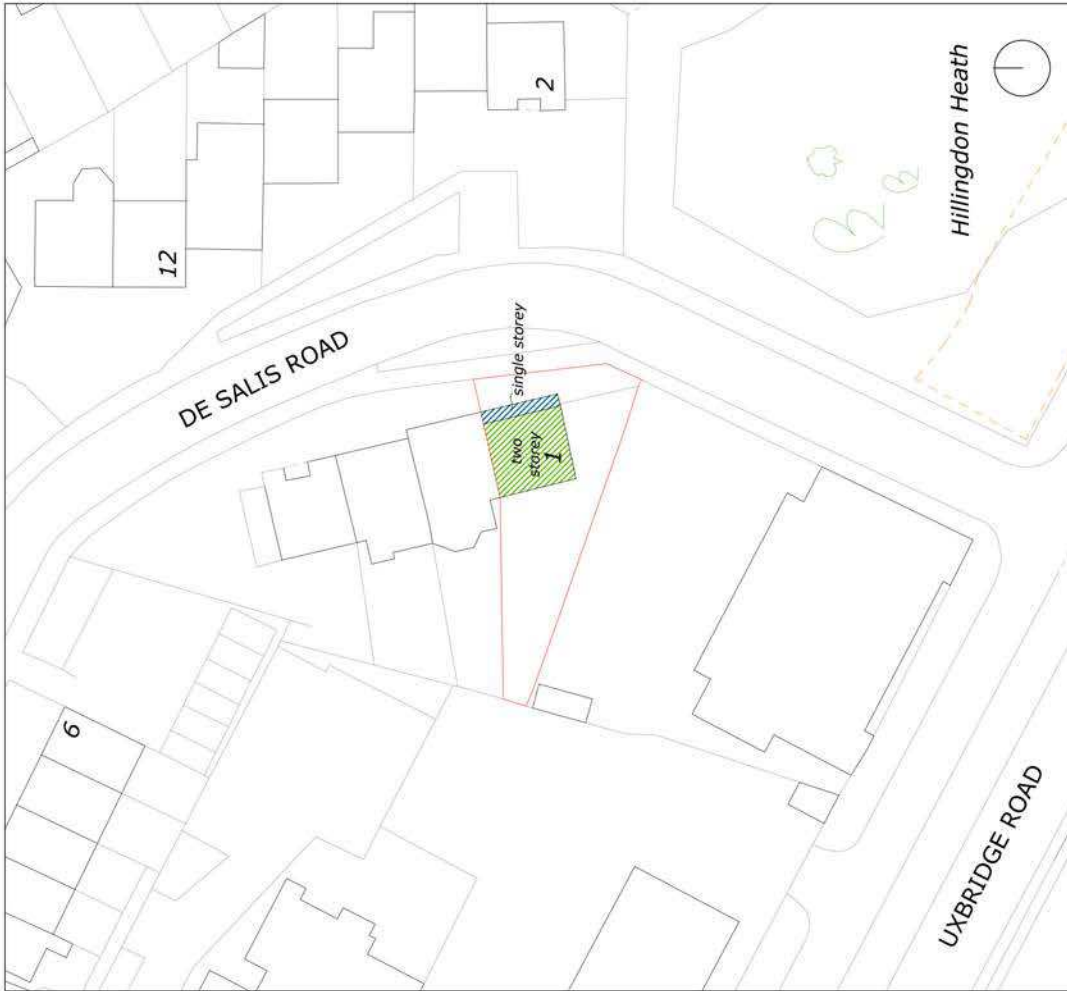 2
Hillingdon Heath
12
DE SALIS ROAD
single storey
two
storey
1
6
UXBRIDGE ROAD